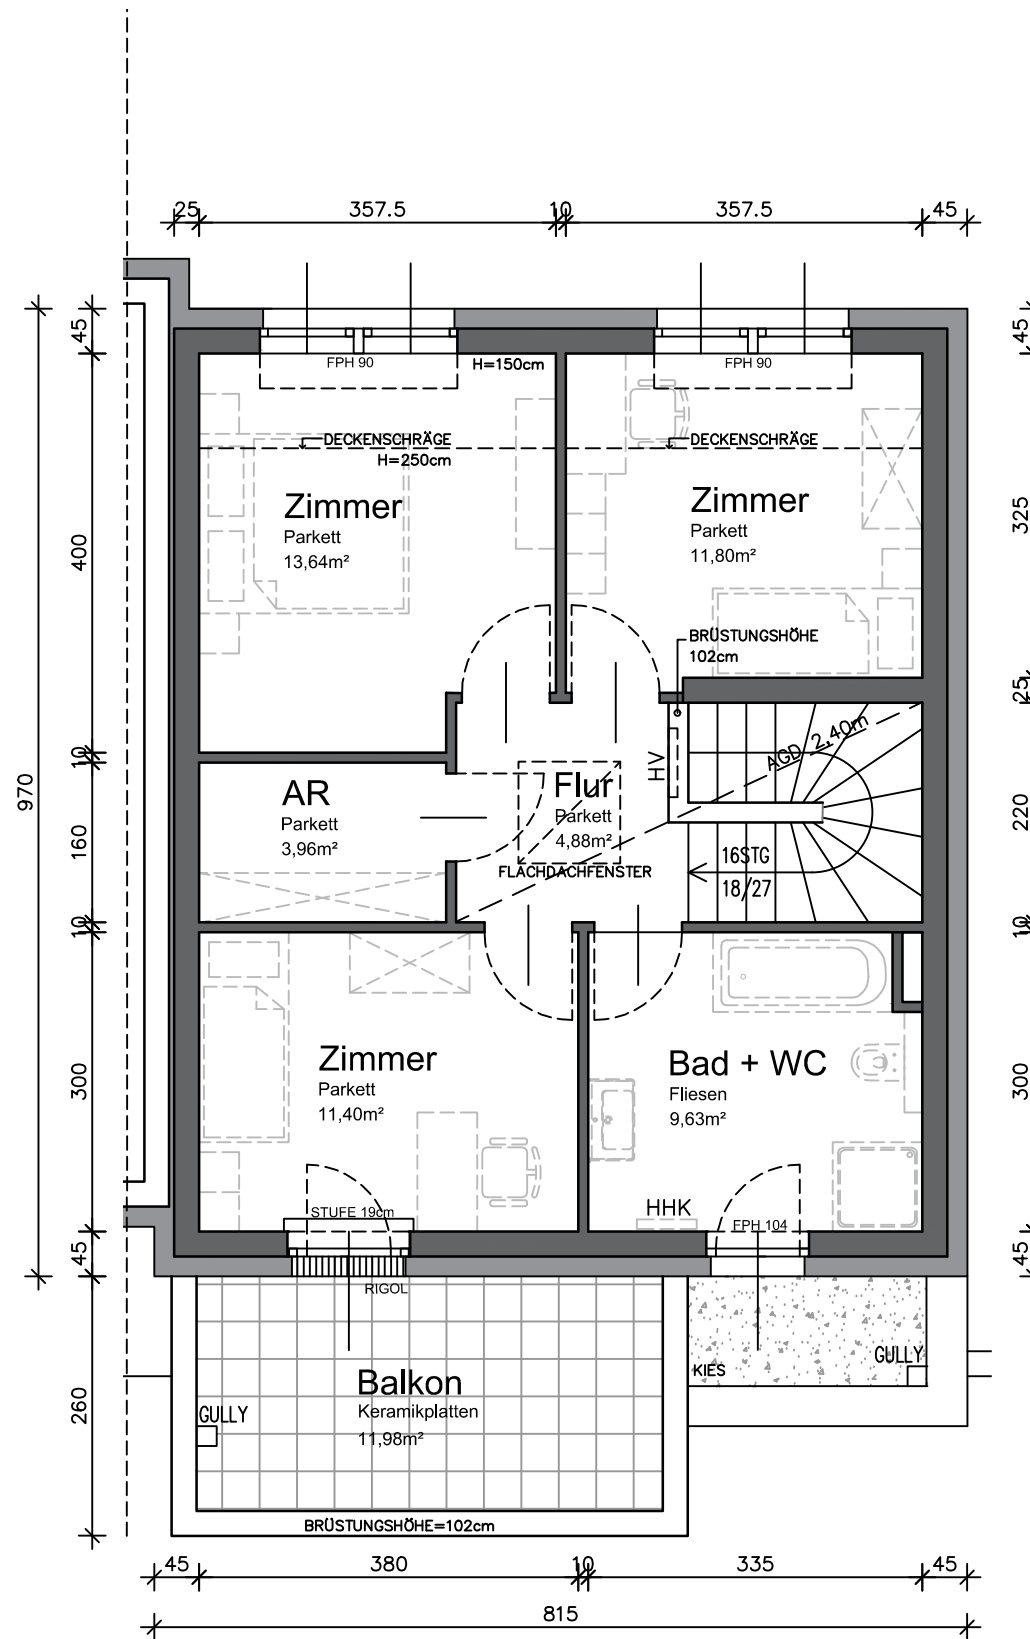 25 357.5 10 357.5 45
45
400
10
160
10
300
45
260
970
45
325
25
220
10
300
45
FPH 90
H=150cm
FPH 90
DECKENSCHRÄGE
H=250cm
DECKENSCHRÄGE
Zimmer
Parkett
13,64m²
Zimmer
Parkett
11,80m²
BRÜSTUNGSHÖHE
102cm
AGD 2,40m
HV
AR
Parkett
3,96m²
Flur
Parkett
4,88m²
FLACHDACHFENSTER
16STG
18/27
Zimmer
Parkett
11,40m²
Bad + WC
Fliesen
9,63m²
STUFE 19cm
HHK
FPH 104
RIGOL
KIES
GULLY
Balkon
Keramikplatten
11,98m²
GULLY
BRÜSTUNGSHÖHE=102cm
45 380 10 335 45
815